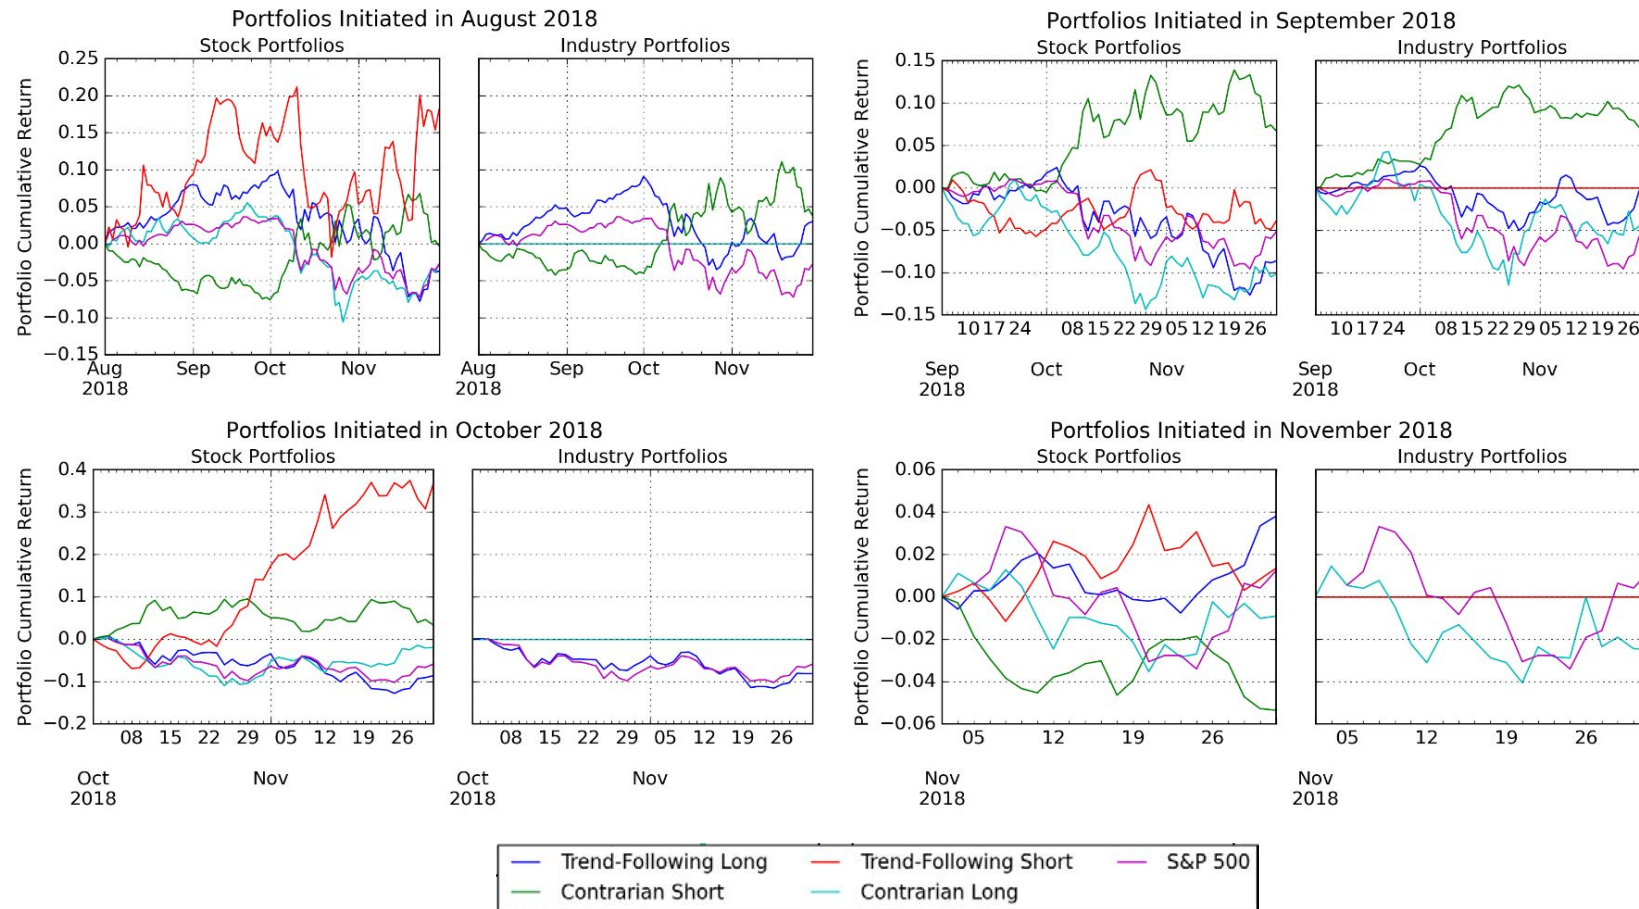 Portfolios Initiated in August 2018
Stock Portfolios
Industry Portfolios
Portfolio Cumulative Return
0.25
0.20
0.15
0.10
0.05
0.00
−0.05
−0.10
−0.15
Aug Sep Oct Nov
2018
Aug Sep Oct Nov
2018
Portfolios Initiated in September 2018
Stock Portfolios
Industry Portfolios
Portfolio Cumulative Return
0.15
0.10
0.05
0.00
−0.05
−0.10
−0.15
10 17 24 08 15 22 29 05 12 19 26
Sep Oct Nov
2018
10 17 24 08 15 22 29 05 12 19 26
Sep Oct Nov
2018
Portfolios Initiated in October 2018
Stock Portfolios
Industry Portfolios
Portfolio Cumulative Return
0.4
0.3
0.2
0.1
0.0
−0.1
−0.2
08 15 22 29 05 12 19 26
Oct Nov
2018
08 15 22 29 05 12 19 26
Oct Nov
2018
Portfolios Initiated in November 2018
Stock Portfolios
Industry Portfolios
Portfolio Cumulative Return
0.06
0.04
0.02
0.00
−0.02
−0.04
−0.06
05 12 19 26
Nov
2018
05 12 19 26
Nov
2018
Trend-Following Long Trend-Following Short S&P 500
Contrarian Short Contrarian Long